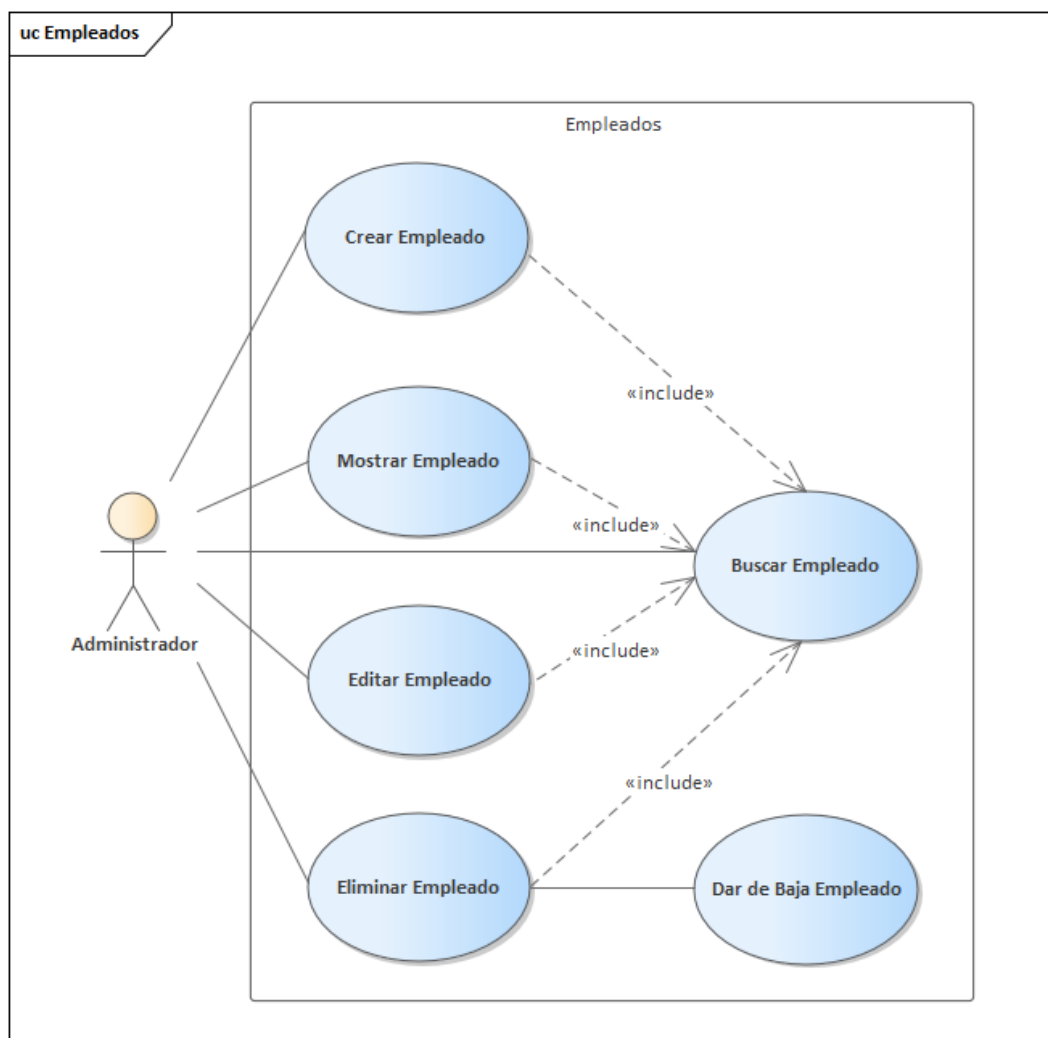 uc Empleados
Empleados
Crear Empleado
«include»
Mostrar Empleado
«include»
Buscar Empleado
Administrador
«include»
Editar Empleado
«include»
Eliminar Empleado
Dar de Baja Empleado